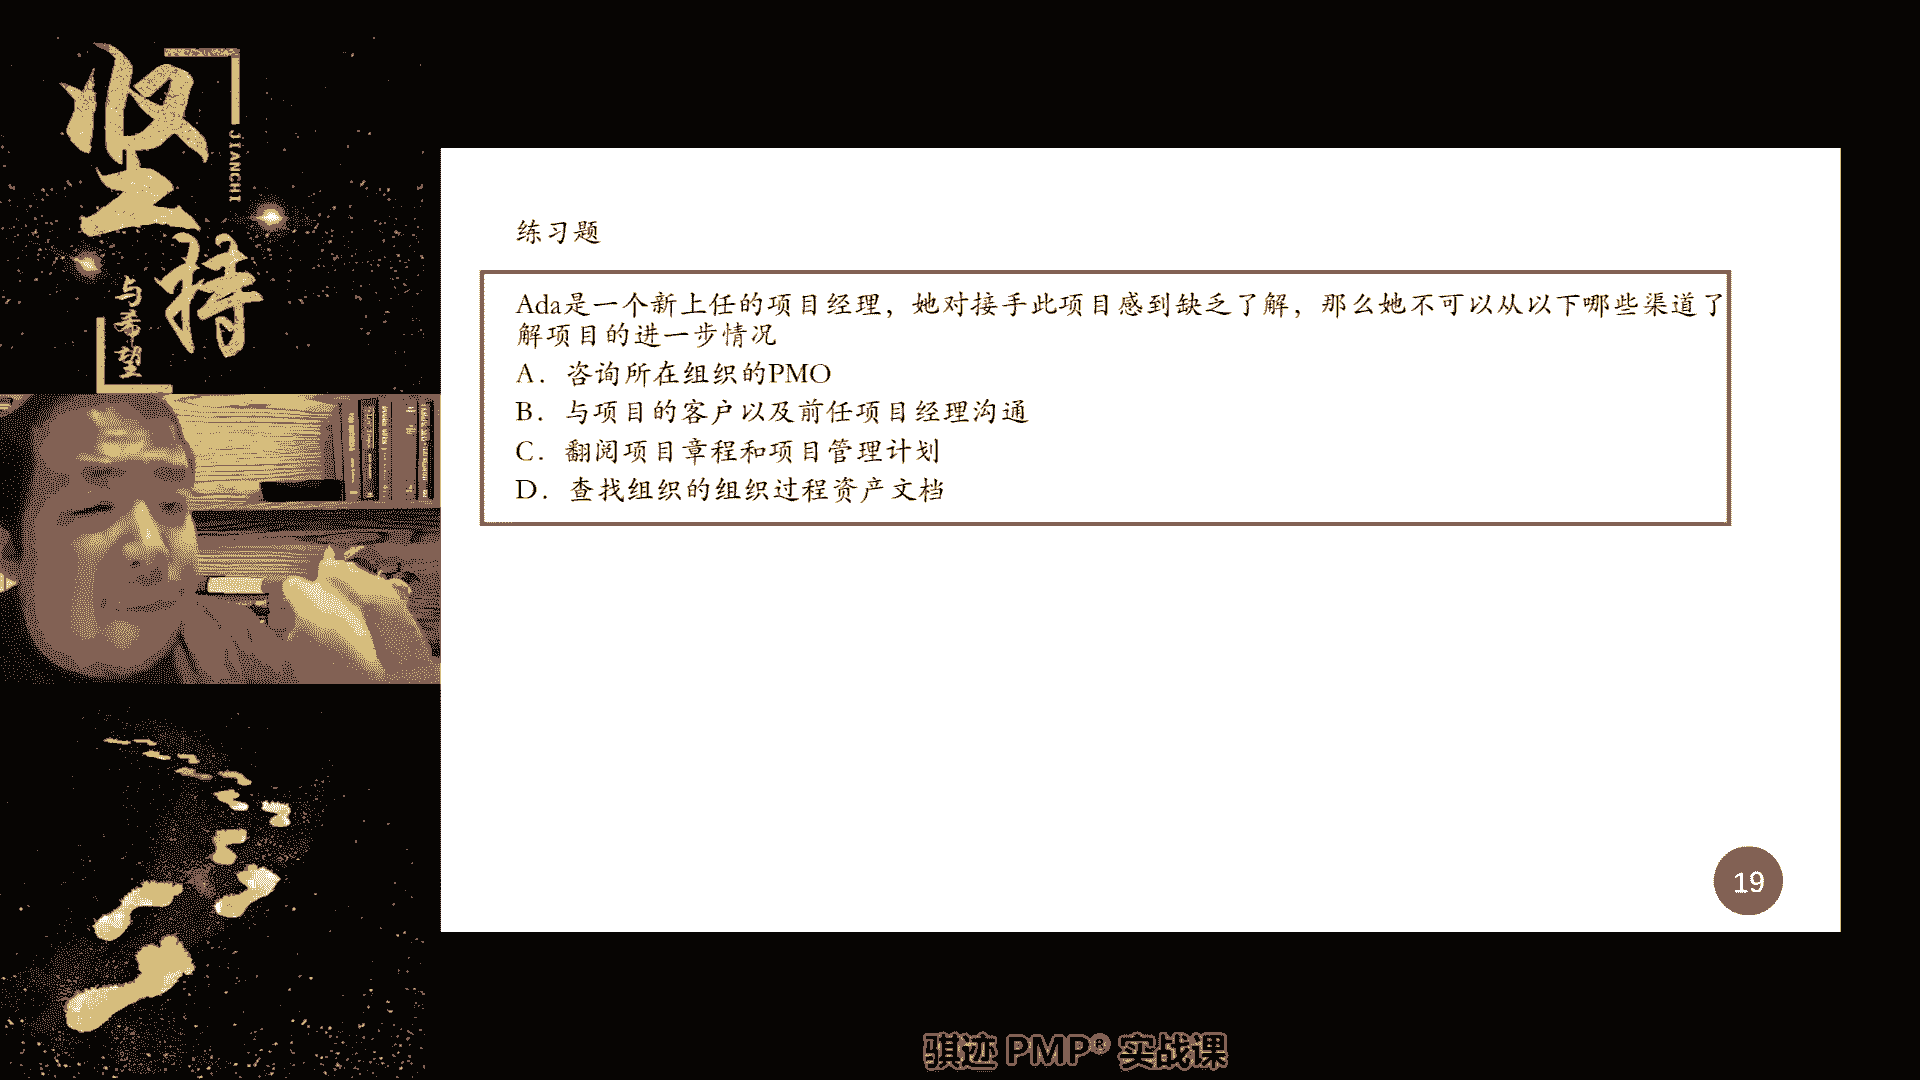 坚持
JIANCHI
与希望
练习题
Ada是一个新上任的项目经理，她对接手此项目感到缺乏了解，那么她不可以从以下哪些渠道了
解项目的进一步情况
A．咨询所在组织的PMO
B．与项目的客户以及前任项目经理沟通
C．翻阅项目章程和项目管理计划
D．查找组织的组织过程资产文档
19
骐迹 PMP® 实战课